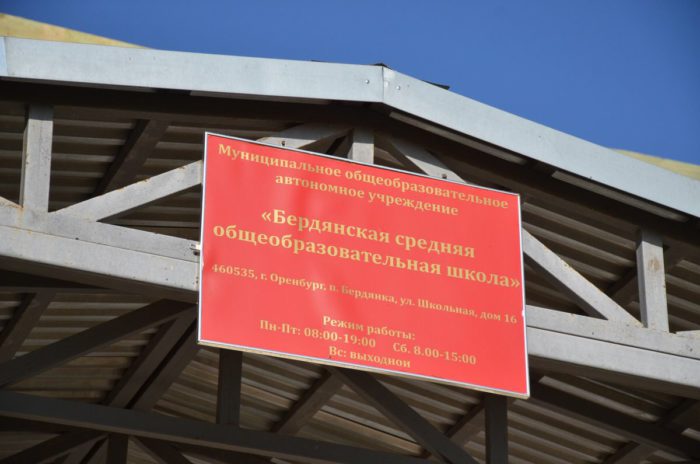 Муниципальное общеобразовательное
автономное учреждение
«Бердянская средняя
общеобразовательная школа»
460535, г. Оренбург, п. Бердянка, ул. Школьная, дом 16
Режим работы:
Пн-Пт: 08:00-19:00 Сб. 8.00-15:00
Вс: выходной